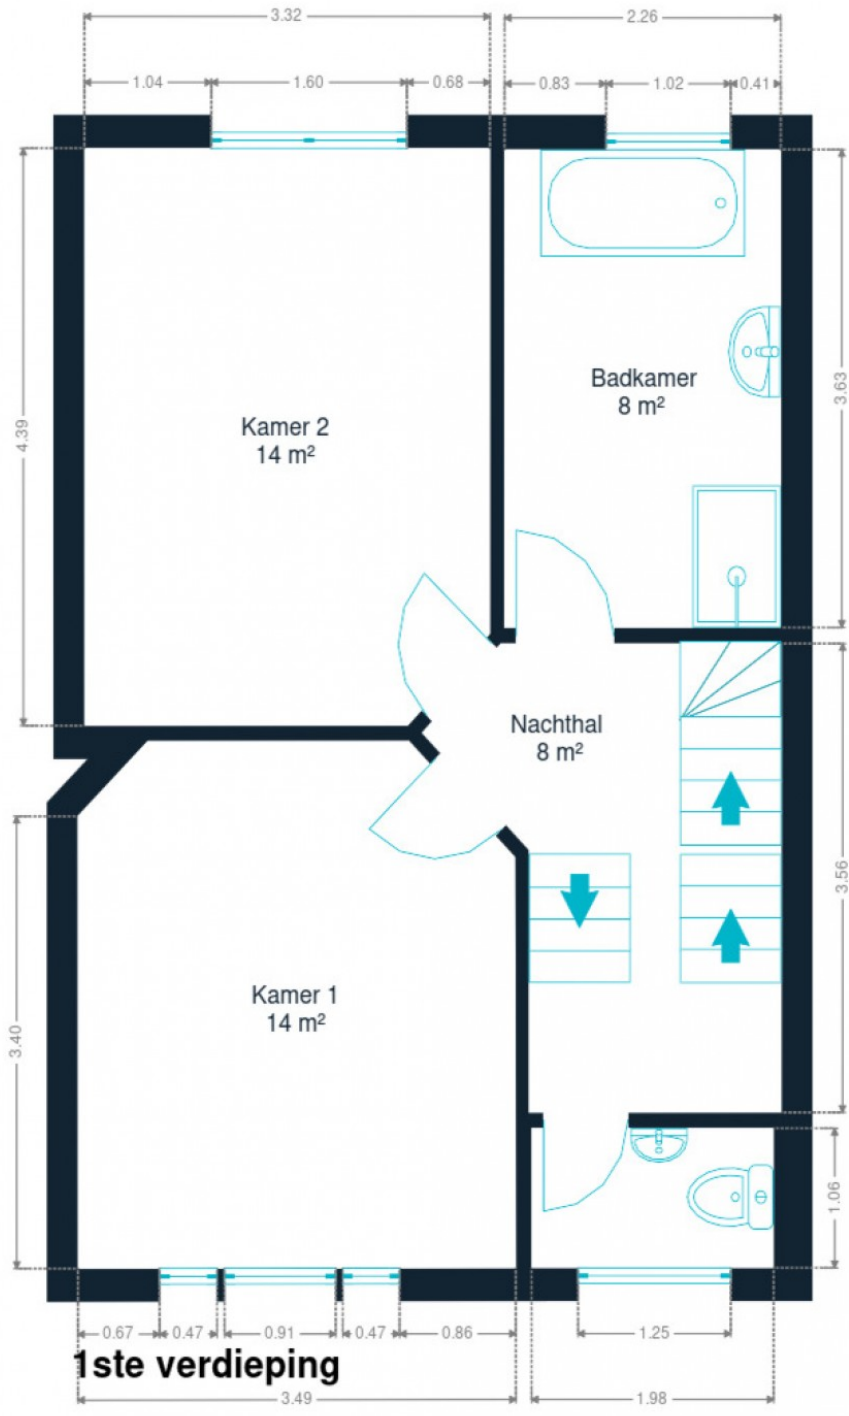 3.32
2.26
1.04
1.60
0.68
0.83
1.02
0.41
4.39
3.63
Badkamer
8 m²
Kamer 2
14 m²
Nachthal
8 m²
3.56
3.40
Kamer 1
14 m²
1.06
0.67
0.47
0.91
0.47
0.86
1.25
1ste verdieping
3.49
1.98